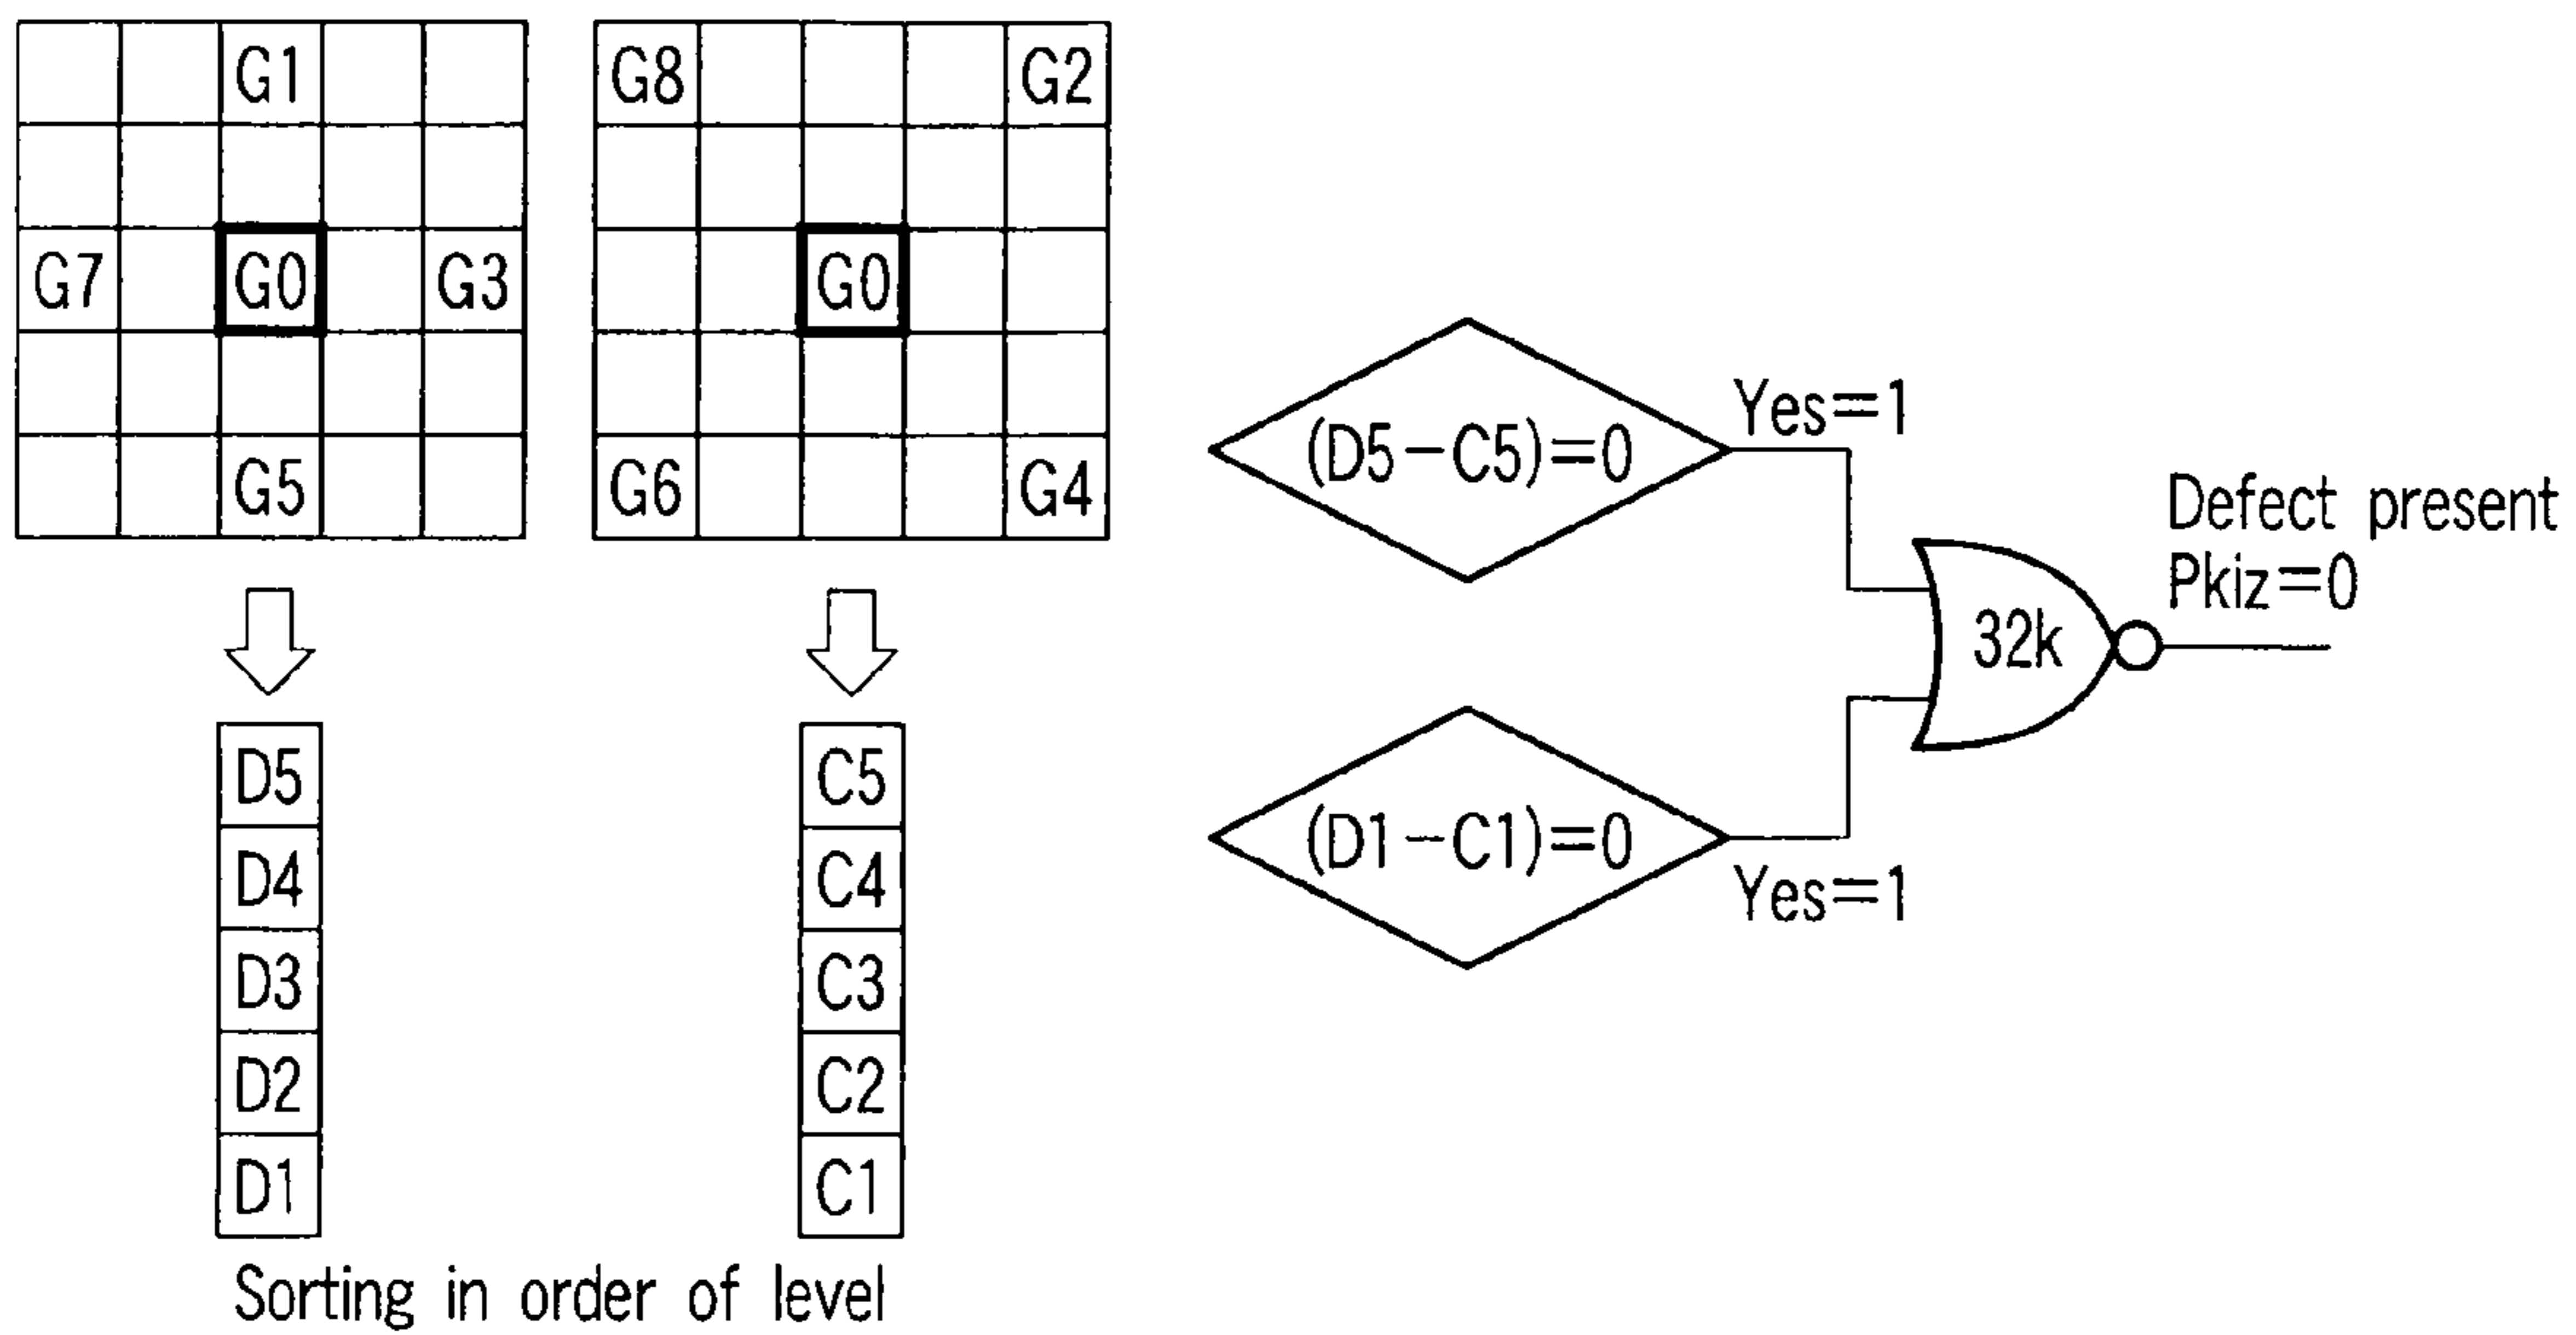 G1
G7 G0 G3
G5
G8 G2
G0
G6 G4
D5
D4
D3
D2
D1
C5
C4
C3
C2
C1
Sorting in order of level
(D5−C5)=0
Yes=1
(D1−C1)=0
Yes=1
32k
Defect present
Pkiz=0